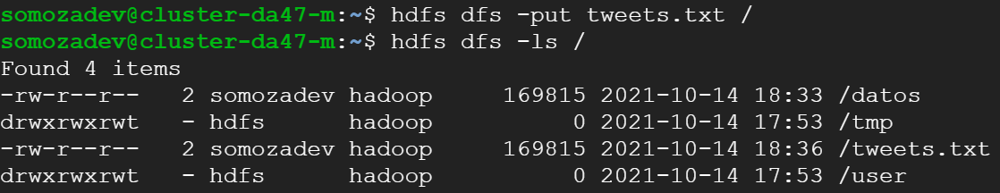 somozadev@cluster-da47-m:~$ hdfs dfs -put tweets.txt /
somozadev@cluster-da47-m:~$ hdfs dfs -ls /
Found 4 items
-rw-r--r--   2 somozadev hadoop     169815 2021-10-14 18:33 /datos
drwxrwxrwt   - hdfs      hadoop          0 2021-10-14 17:53 /tmp
-rw-r--r--   2 somozadev hadoop     169815 2021-10-14 18:36 /tweets.txt
drwxrwxrwt   - hdfs      hadoop          0 2021-10-14 17:53 /user